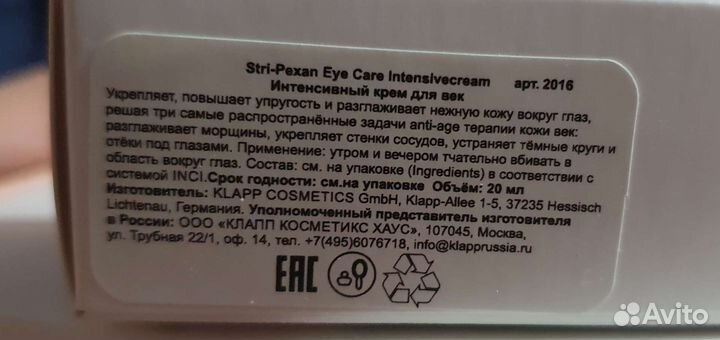 Stri-Pexan Eye Care Intensivecream арт. 2016
Интенсивный крем для век
Укрепляет, повышает упругость и разглаживает нежную кожу вокруг глаз,
решая три самые распространённые задачи anti-age терапии кожи век:
разглаживает морщины, укрепляет стенки сосудов, устраняет тёмные круги и
отёки под глазами. Применение: утром и вечером тчательно вбивать в
область вокруг глаз. Состав: см. на упаковке (Ingredients) в соответствии с
системой INCI.Срок годности: см.на упаковке Объём: 20 мл
Изготовитель: KLAPP COSMETICS GmbH, Klapp-Allee 1-5, 37235 Hessisch
Lichtenau, Германия. Уполномоченный представитель изготовителя
в России: ООО «КЛАПП КОСМЕТИКС ХАУС», 107045, Москва,
ул. Трубная 22/1, оф. 14, тел. +7(495)6076718, info@klapprussia.ru
EAC
Avito